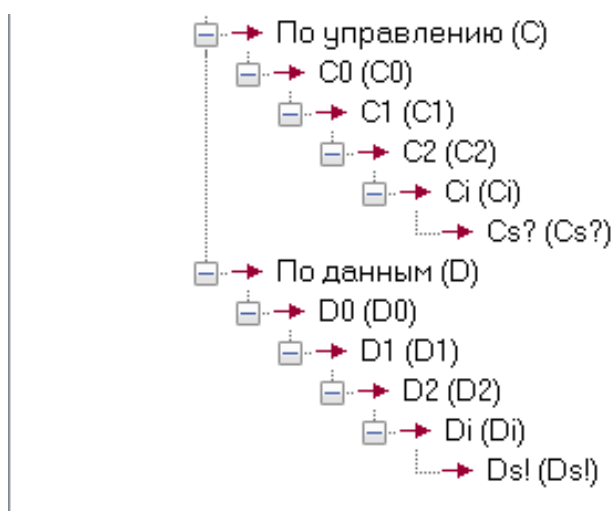 По управлению (C)
C0 (C0)
C1 (C1)
C2 (C2)
Ci (Ci)
Cs? (Cs?)
По данным (D)
D0 (D0)
D1 (D1)
D2 (D2)
Di (Di)
Ds! (Ds!)